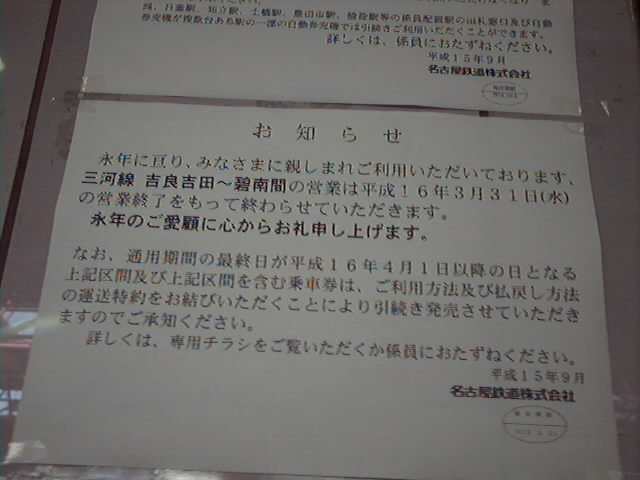 ま
場、日進駅、知立駅、土橋駅、豊田市駅、猿投駅等の係員配置駅の出札窓口及び自動
券売機が複数台ある駅の一部の自動券売機では引続きご利用いただくことができます。
詳しくは、係員におたずねください。
平成15年9月
名古屋鉄道株式会社
お知らせ
永年に亘り、みなさまに親しまれご利用いただいております、
三河線 吉良吉田～碧南間の営業は平成16年3月31日(水)
の営業終了をもって終わらせていただきます。
永年のご愛顧に心からお礼申し上げます。
なお、通用期間の最終日が平成16年4月1日以降の日となる
上記区間及び上記区間を含む乗車券は、ご利用方法及び払戻し方法
の運送特約をお結びいただくことにより引続き発売させていただき
ますのでご承知ください。
詳しくは、専用チラシをご覧いただくか係員におたずねください。
平成15年9月
名古屋鉄道株式会社
掲出期限